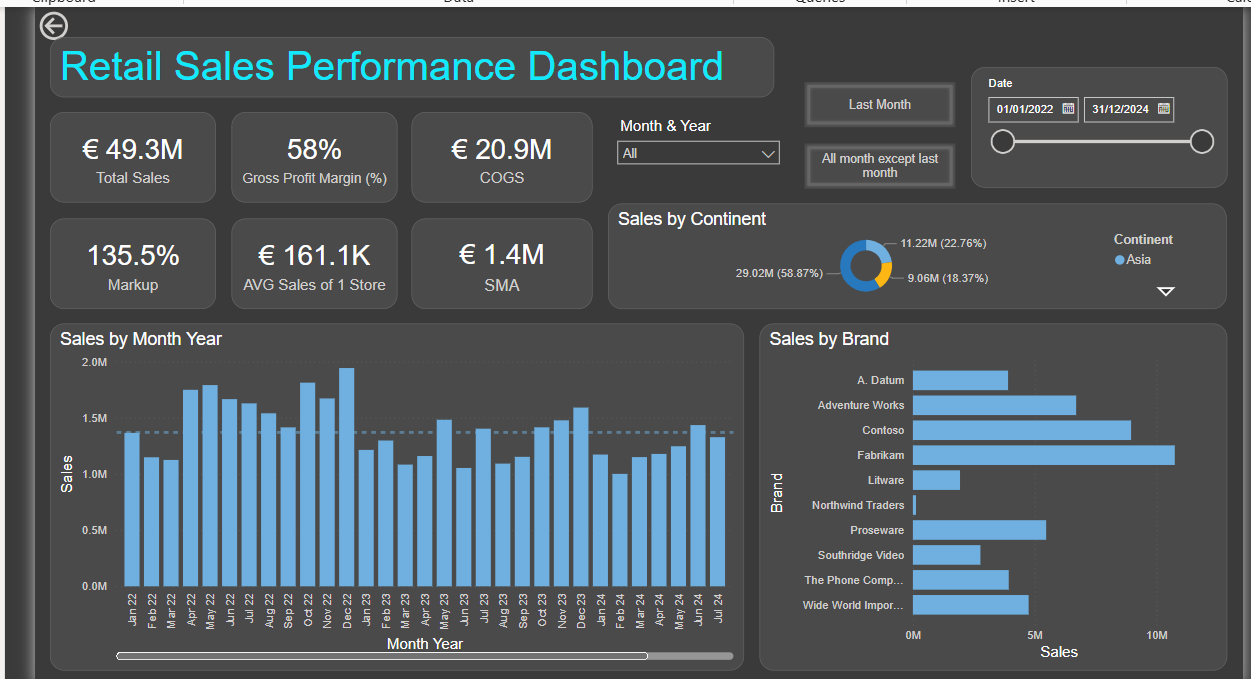 Clipboard
Data
Queries
Insert
Retail Sales Performance Dashboard
€ 49.3M
Total Sales
58%
Gross Profit Margin (%)
€ 20.9M
COGS
Month & Year
All
Last Month
All month except last
month
Date
01/01/2022
31/12/2024
135.5%
Markup
€ 161.1K
AVG Sales of 1 Store
€ 1.4M
SMA
Sales by Continent
11.22M (22.76%)
29.02M (58.87%)
9.06M (18.37%)
Continent
Asia
Sales by Month Year
2.0M
1.5M
1.0M
0.5M
0.0M
Sales
Jan 22
Feb 22
Mar 22
Apr 22
May 22
Jun 22
Jul 22
Aug 22
Sep 22
Oct 22
Nov 22
Dec 22
Jan 23
Feb 23
Mar 23
Apr 23
May 23
Jun 23
Jul 23
Aug 23
Sep 23
Oct 23
Nov 23
Dec 23
Jan 24
Feb 24
Mar 24
Apr 24
May 24
Jun 24
Jul 24
Month Year
Sales by Brand
Brand
A. Datum
Adventure Works
Contoso
Fabrikam
Litware
Northwind Traders
Proseware
Southridge Video
The Phone Comp...
Wide World Impor...
0M
5M
10M
Sales